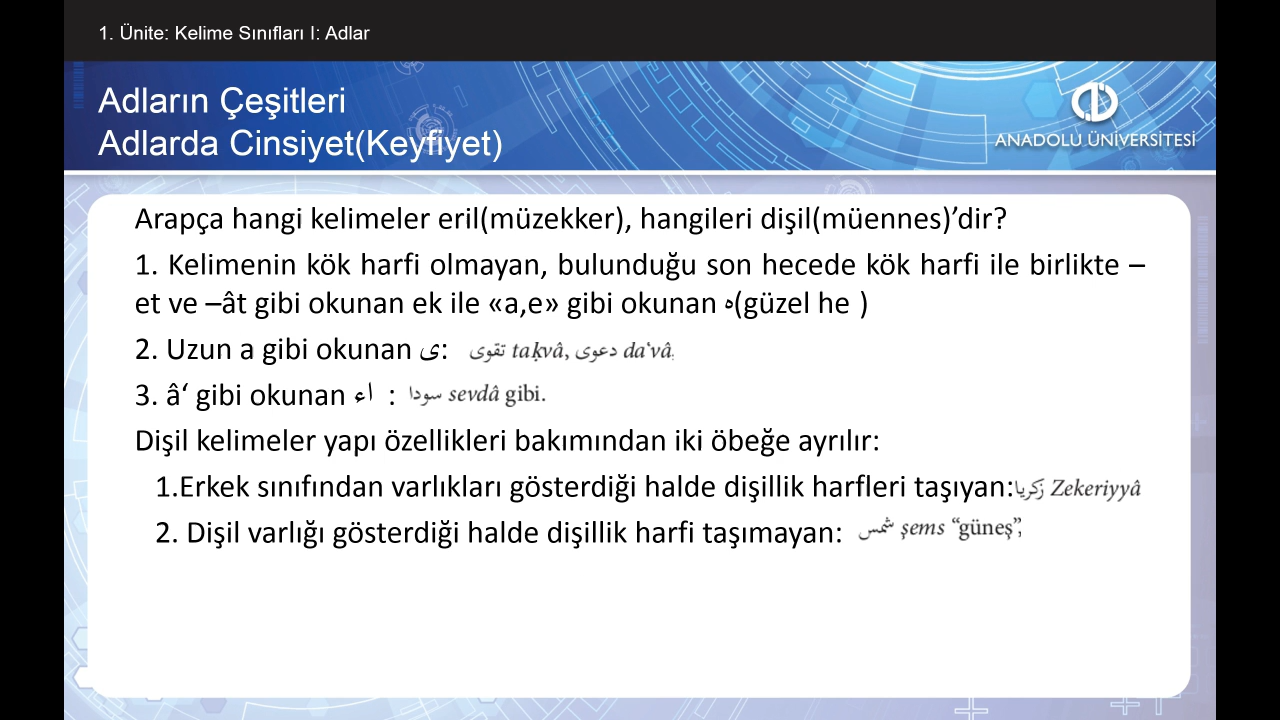 1. Ünite: Kelime Sınıfları I: Adlar
Adların Çeşitleri
Adlarda Cinsiyet(Keyfiyet)
ANADOLU ÜNİVERSİTESİ
Arapça hangi kelimeler eril(müzekker), hangileri dişil(müennes)’dir?
1. Kelimenin kök harfi olmayan, bulunduğu son hecede kök harfi ile birlikte –
et ve –ât gibi okunan ek ile «a,e» gibi okunan ه(güzel he )
2. Uzun a gibi okunan ى: تقوى taḳvâ, دعوى da‘vâ,
3. â‘ gibi okunan اء : سودا sevdâ gibi.
Dişil kelimeler yapı özellikleri bakımından iki öbeğe ayrılır:
1.Erkek sınıfından varlıkları gösterdiği halde dişillik harfleri taşıyan:زكريا Zekeriyyâ
2. Dişil varlığı gösterdiği halde dişillik harfi taşımayan: شمس şems “güneş”,